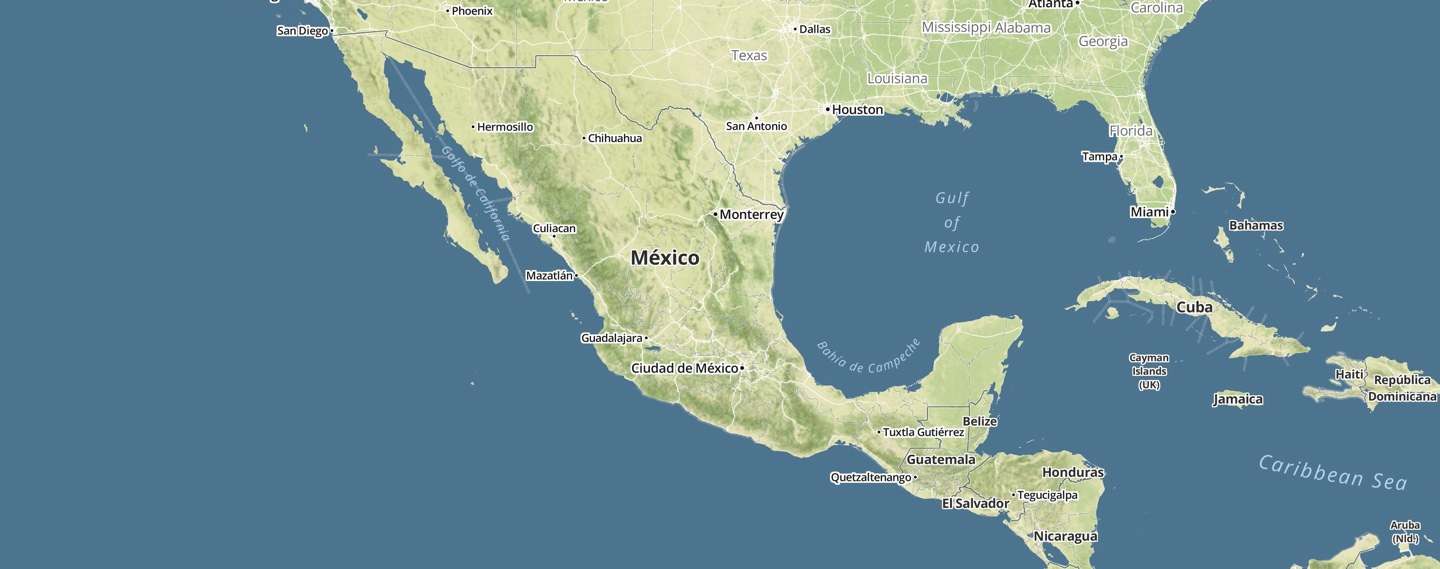 Phoenix
Atlanta
Carolina
San Diego
Dallas
Mississippi
Alabama
Georgia
Texas
Louisiana
Houston
San Antonio
Hermosillo
Chihuahua
Florida
Tampa
Golfo de California
Gulf
of
Mexico
Monterrey
Miami
Bahamas
Culiacan
México
Mazatlán
Cuba
Guadalajara
Bahía de Campeche
Ciudad de México
Cayman
Islands
(UK)
Haiti
República
Dominicana
Jamaica
Belize
Tuxtla Gutiérrez
Guatemala
Honduras
Caribbean Sea
Quetzaltenango
El Salvador
Tegucigalpa
Nicaragua
Aruba
(Nld.)